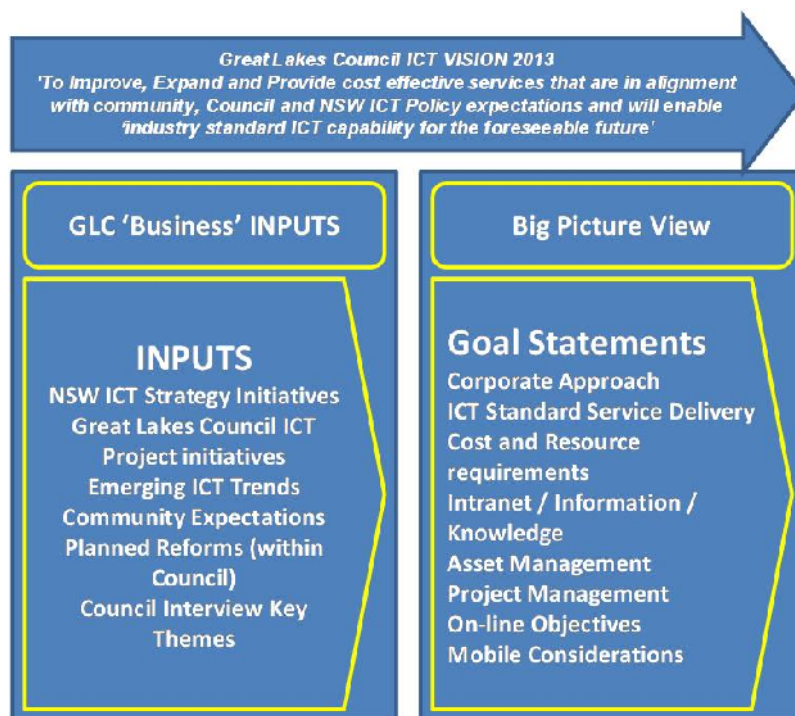 Great Lakes Council ICT VISION 2013
'To Improve, Expand and Provide cost effective services that are in alignment
with community, Council and NSW ICT Policy expectations and will enable
'industry standard ICT capability for the foreseeable future'
GLC 'Business' INPUTS
INPUTS
NSW ICT Strategy Initiatives
Great Lakes Council ICT
Project initiatives
Emerging ICT Trends
Community Expectations
Planned Reforms (within
Council)
Council Interview Key
Themes
Big Picture View
Goal Statements
Corporate Approach
ICT Standard Service Delivery
Cost and Resource
requirements
Intranet / Information /
Knowledge
Asset Management
Project Management
On-line Objectives
Mobile Considerations